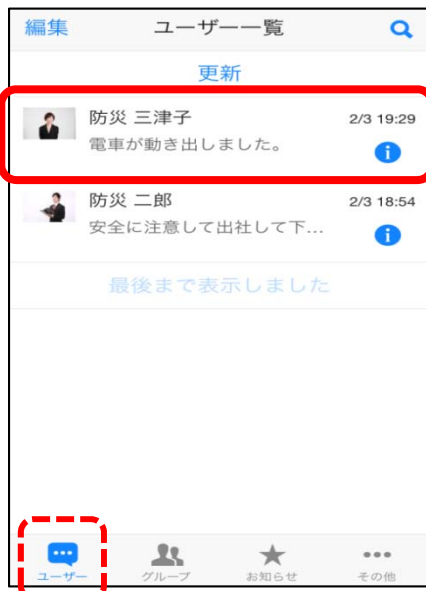 編集 ユーザー一覧
更新
防災 三津子 2/3 19:29
電車が動き出しました。
防災 二郎 2/3 18:54
安全に注意して出社して下...
最後まで表示しました
ユーザー グループ お知らせ その他